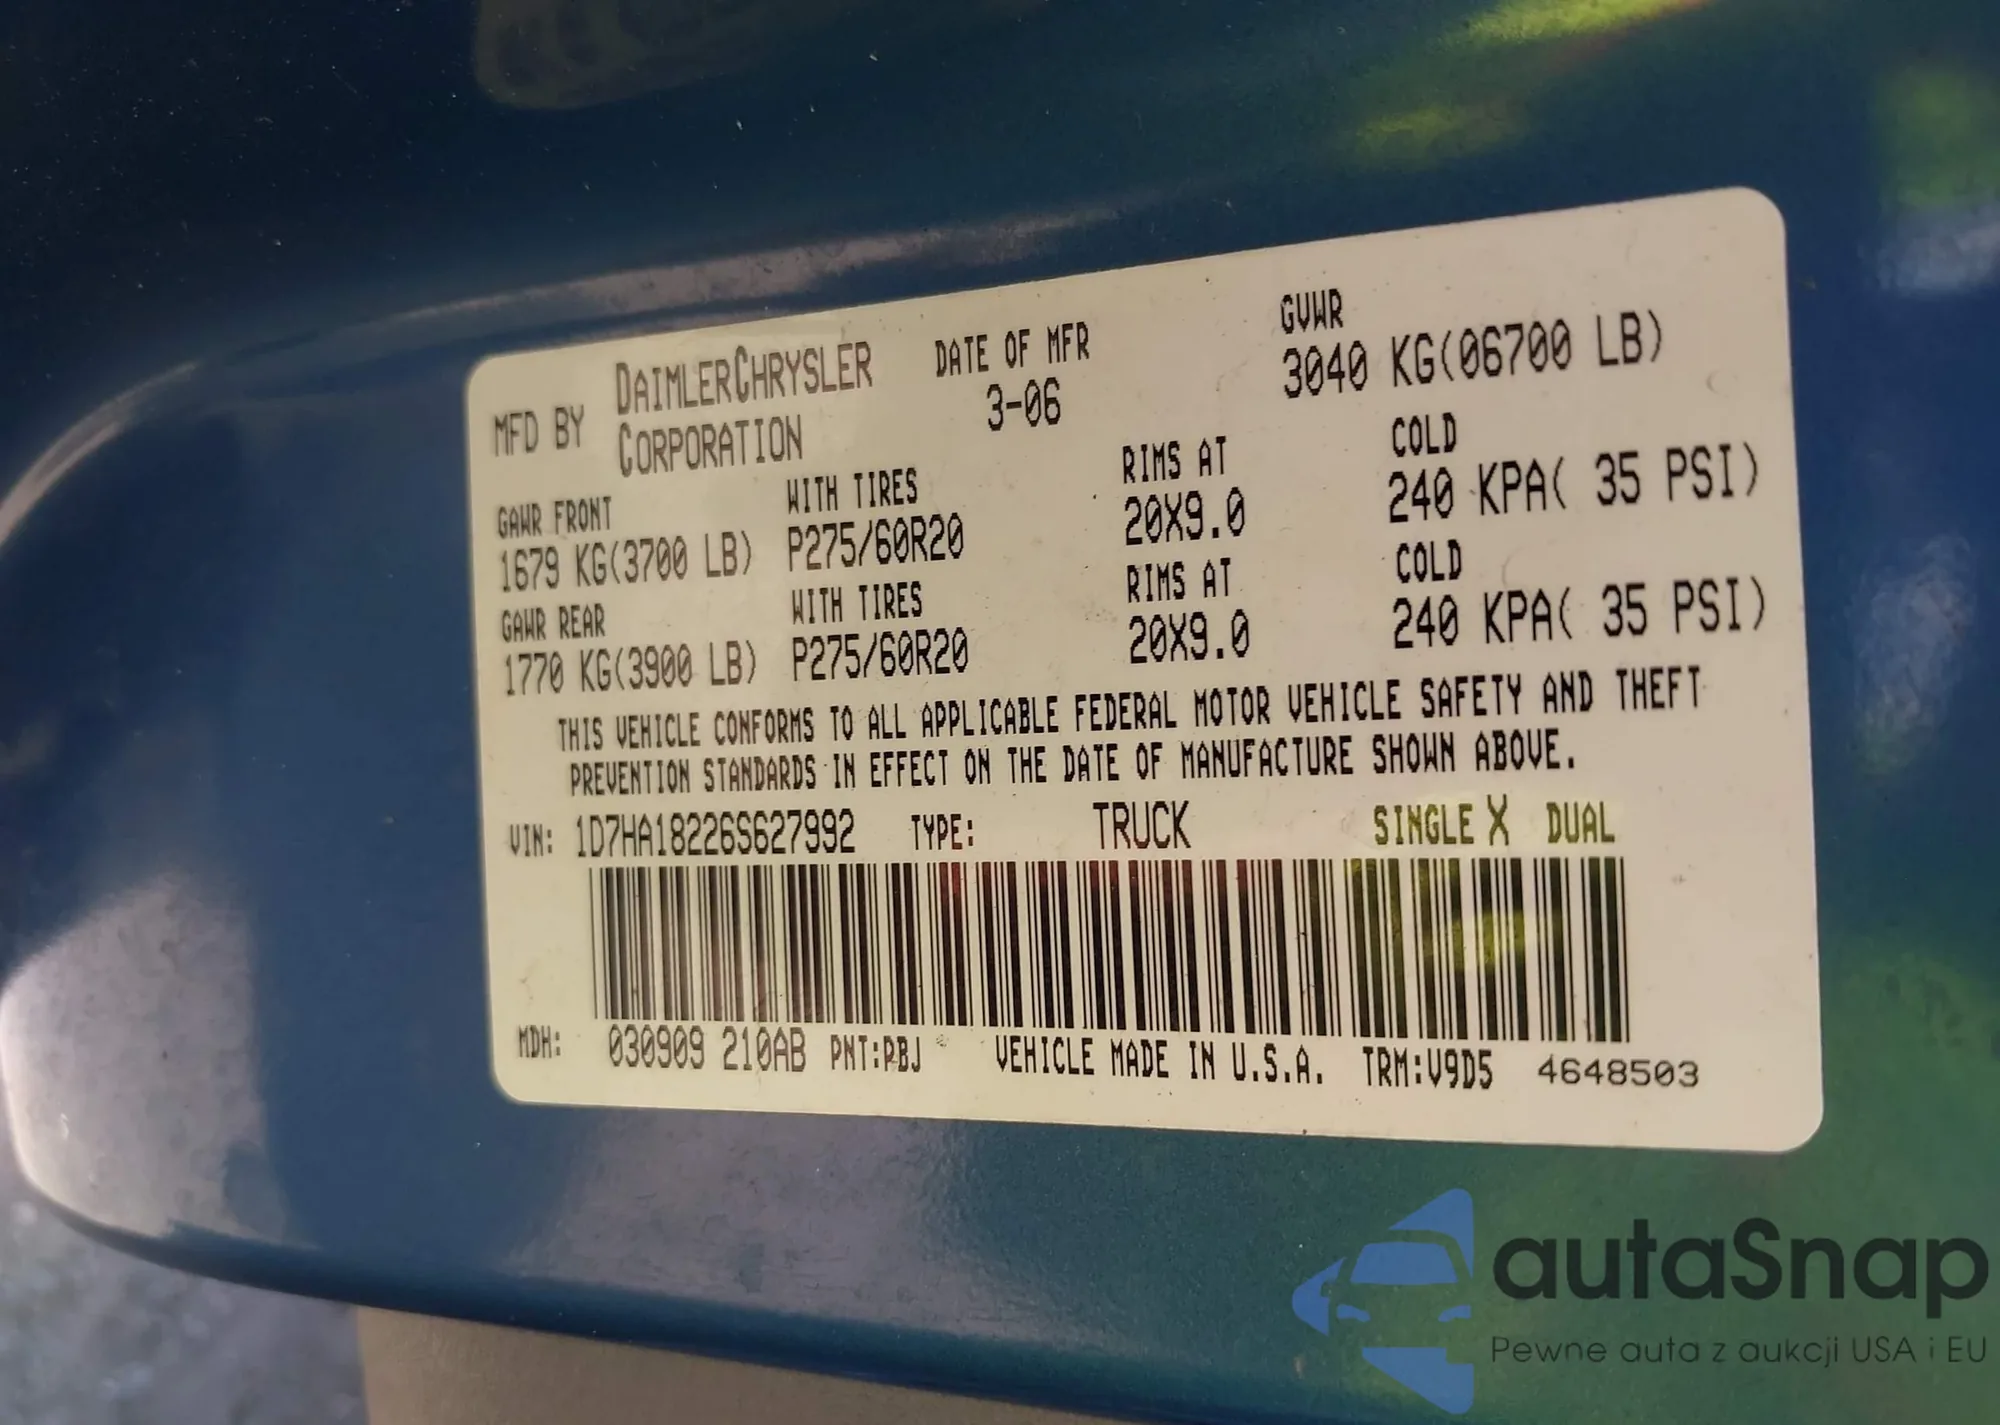 MFD BY DAIMLERCHRYSLER CORPORATION DATE OF MFR 3-06 GVWR 3040 KG(06700 LB)
GAWR FRONT WITH TIRES RIMS AT COLD
1679 KG(3700 LB) P275/60R20 20X9.0 240 KPA( 35 PSI)
GAWR REAR WITH TIRES RIMS AT COLD
1770 KG(3900 LB) P275/60R20 20X9.0 240 KPA( 35 PSI)
THIS VEHICLE CONFORMS TO ALL APPLICABLE FEDERAL MOTOR VEHICLE SAFETY AND THEFT
PREVENTION STANDARDS IN EFFECT ON THE DATE OF MANUFACTURE SHOWN ABOVE.
VIN: 1D7HA18226S627992 TYPE: TRUCK SINGLE X DUAL
MDH: 030909 210AB PNT:PBJ VEHICLE MADE IN U.S.A. TRM:V9D5 4648503
autaSnap
Pewne auta z aukcji USA i EU